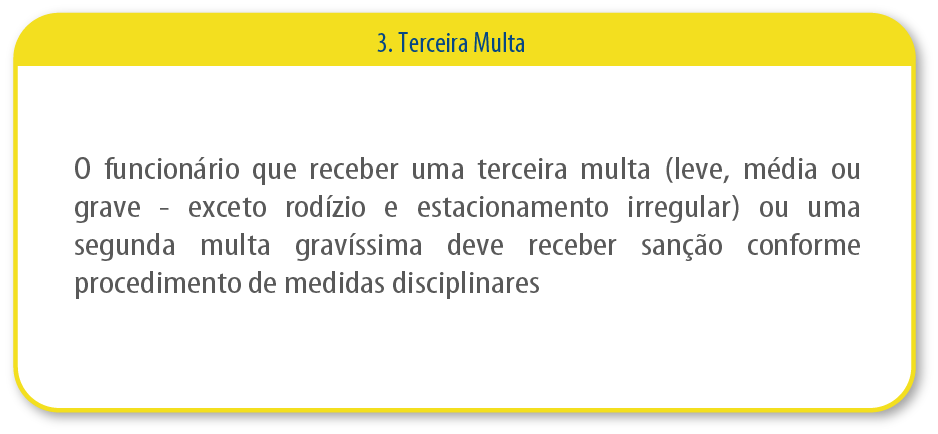 3. Terceira Multa
O funcionário que receber uma terceira multa (leve, média ou
grave - exceto rodízio e estacionamento irregular) ou uma
segunda multa gravíssima deve receber sanção conforme
procedimento de medidas disciplinares